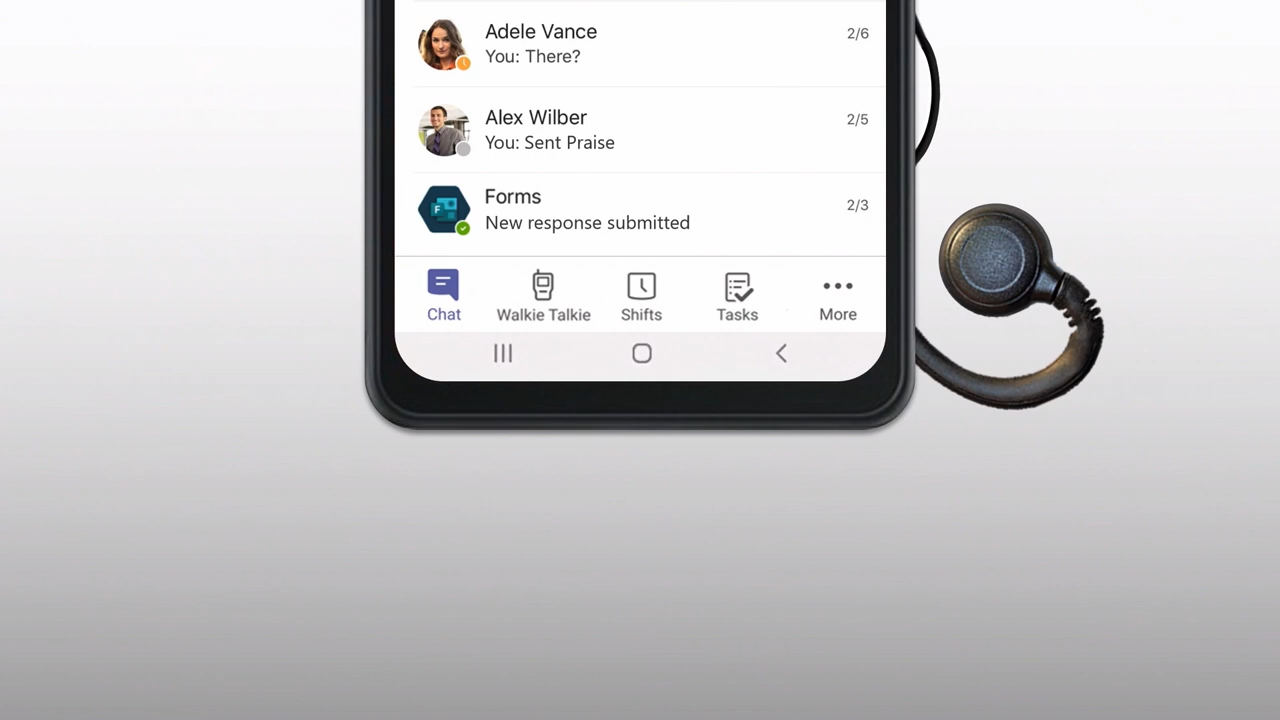 Adele Vance 2/6
You: There?
Alex Wilber 2/5
You: Sent Praise
Forms 2/3
New response submitted
F
Chat Walkie Talkie Shifts Tasks More